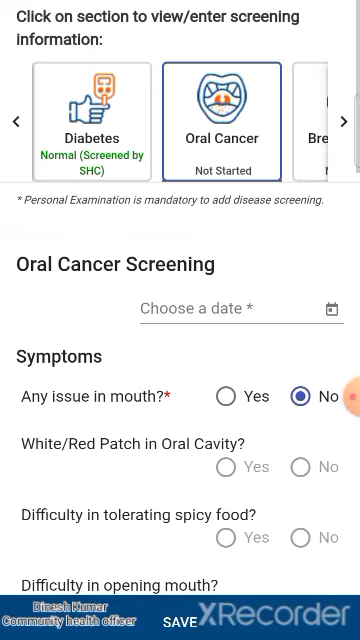 Click on section to view/enter screening
information:
Diabetes
Normal (Screened by
SHC)
Oral Cancer
Not Started
Bre
* Personal Examination is mandatory to add disease screening.
Oral Cancer Screening
Choose a date *
Symptoms
Any issue in mouth?*
Yes
No
White/Red Patch in Oral Cavity?
Yes
No
Difficulty in tolerating spicy food?
Yes
No
Difficulty in opening mouth?
Dinesh Kumar
Community health officer
SAVE
XRecorder